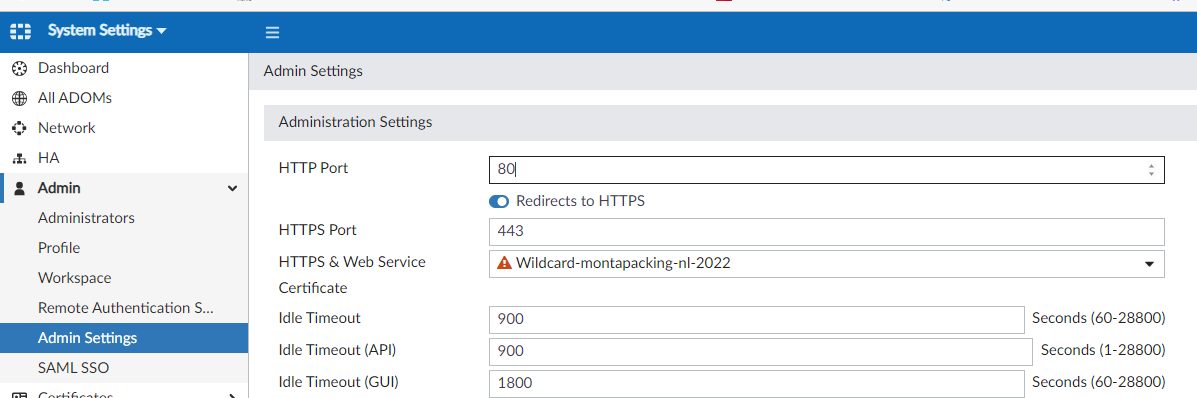 System Settings
Dashboard
All ADOMs
Network
HA
Admin
Administrators
Profile
Workspace
Remote Authentication S...
Admin Settings
SAML SSO
Certificates
Admin Settings
Administration Settings
HTTP Port
80
Redirects to HTTPS
HTTPS Port
443
HTTPS & Web Service
Certificate
Wildcard-montapacking-nl-2022
Idle Timeout
900
Seconds (60-28800)
Idle Timeout (API)
900
Seconds (1-28800)
Idle Timeout (GUI)
1800
Seconds (60-28800)